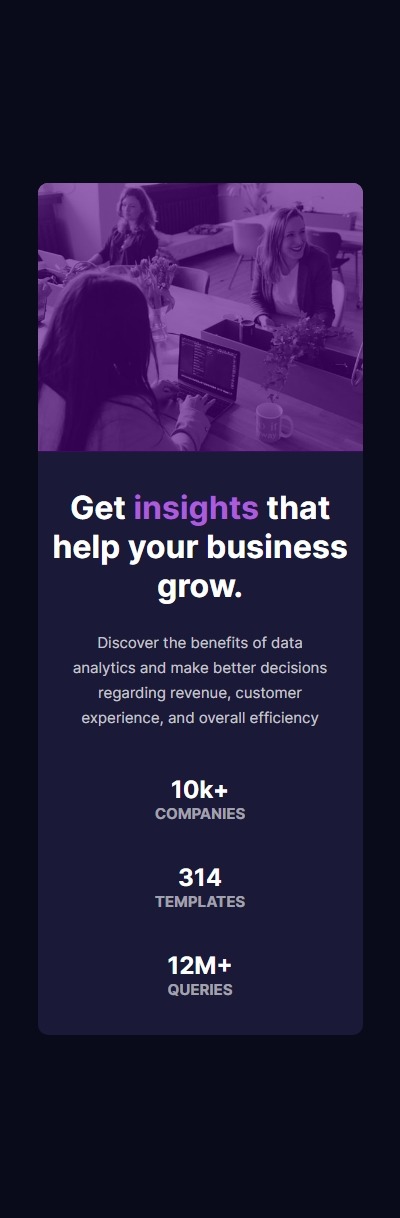 Get insights that
help your business
grow.
Discover the benefits of data
analytics and make better decisions
regarding revenue, customer
experience, and overall efficiency
10k+
COMPANIES
314
TEMPLATES
12M+
QUERIES